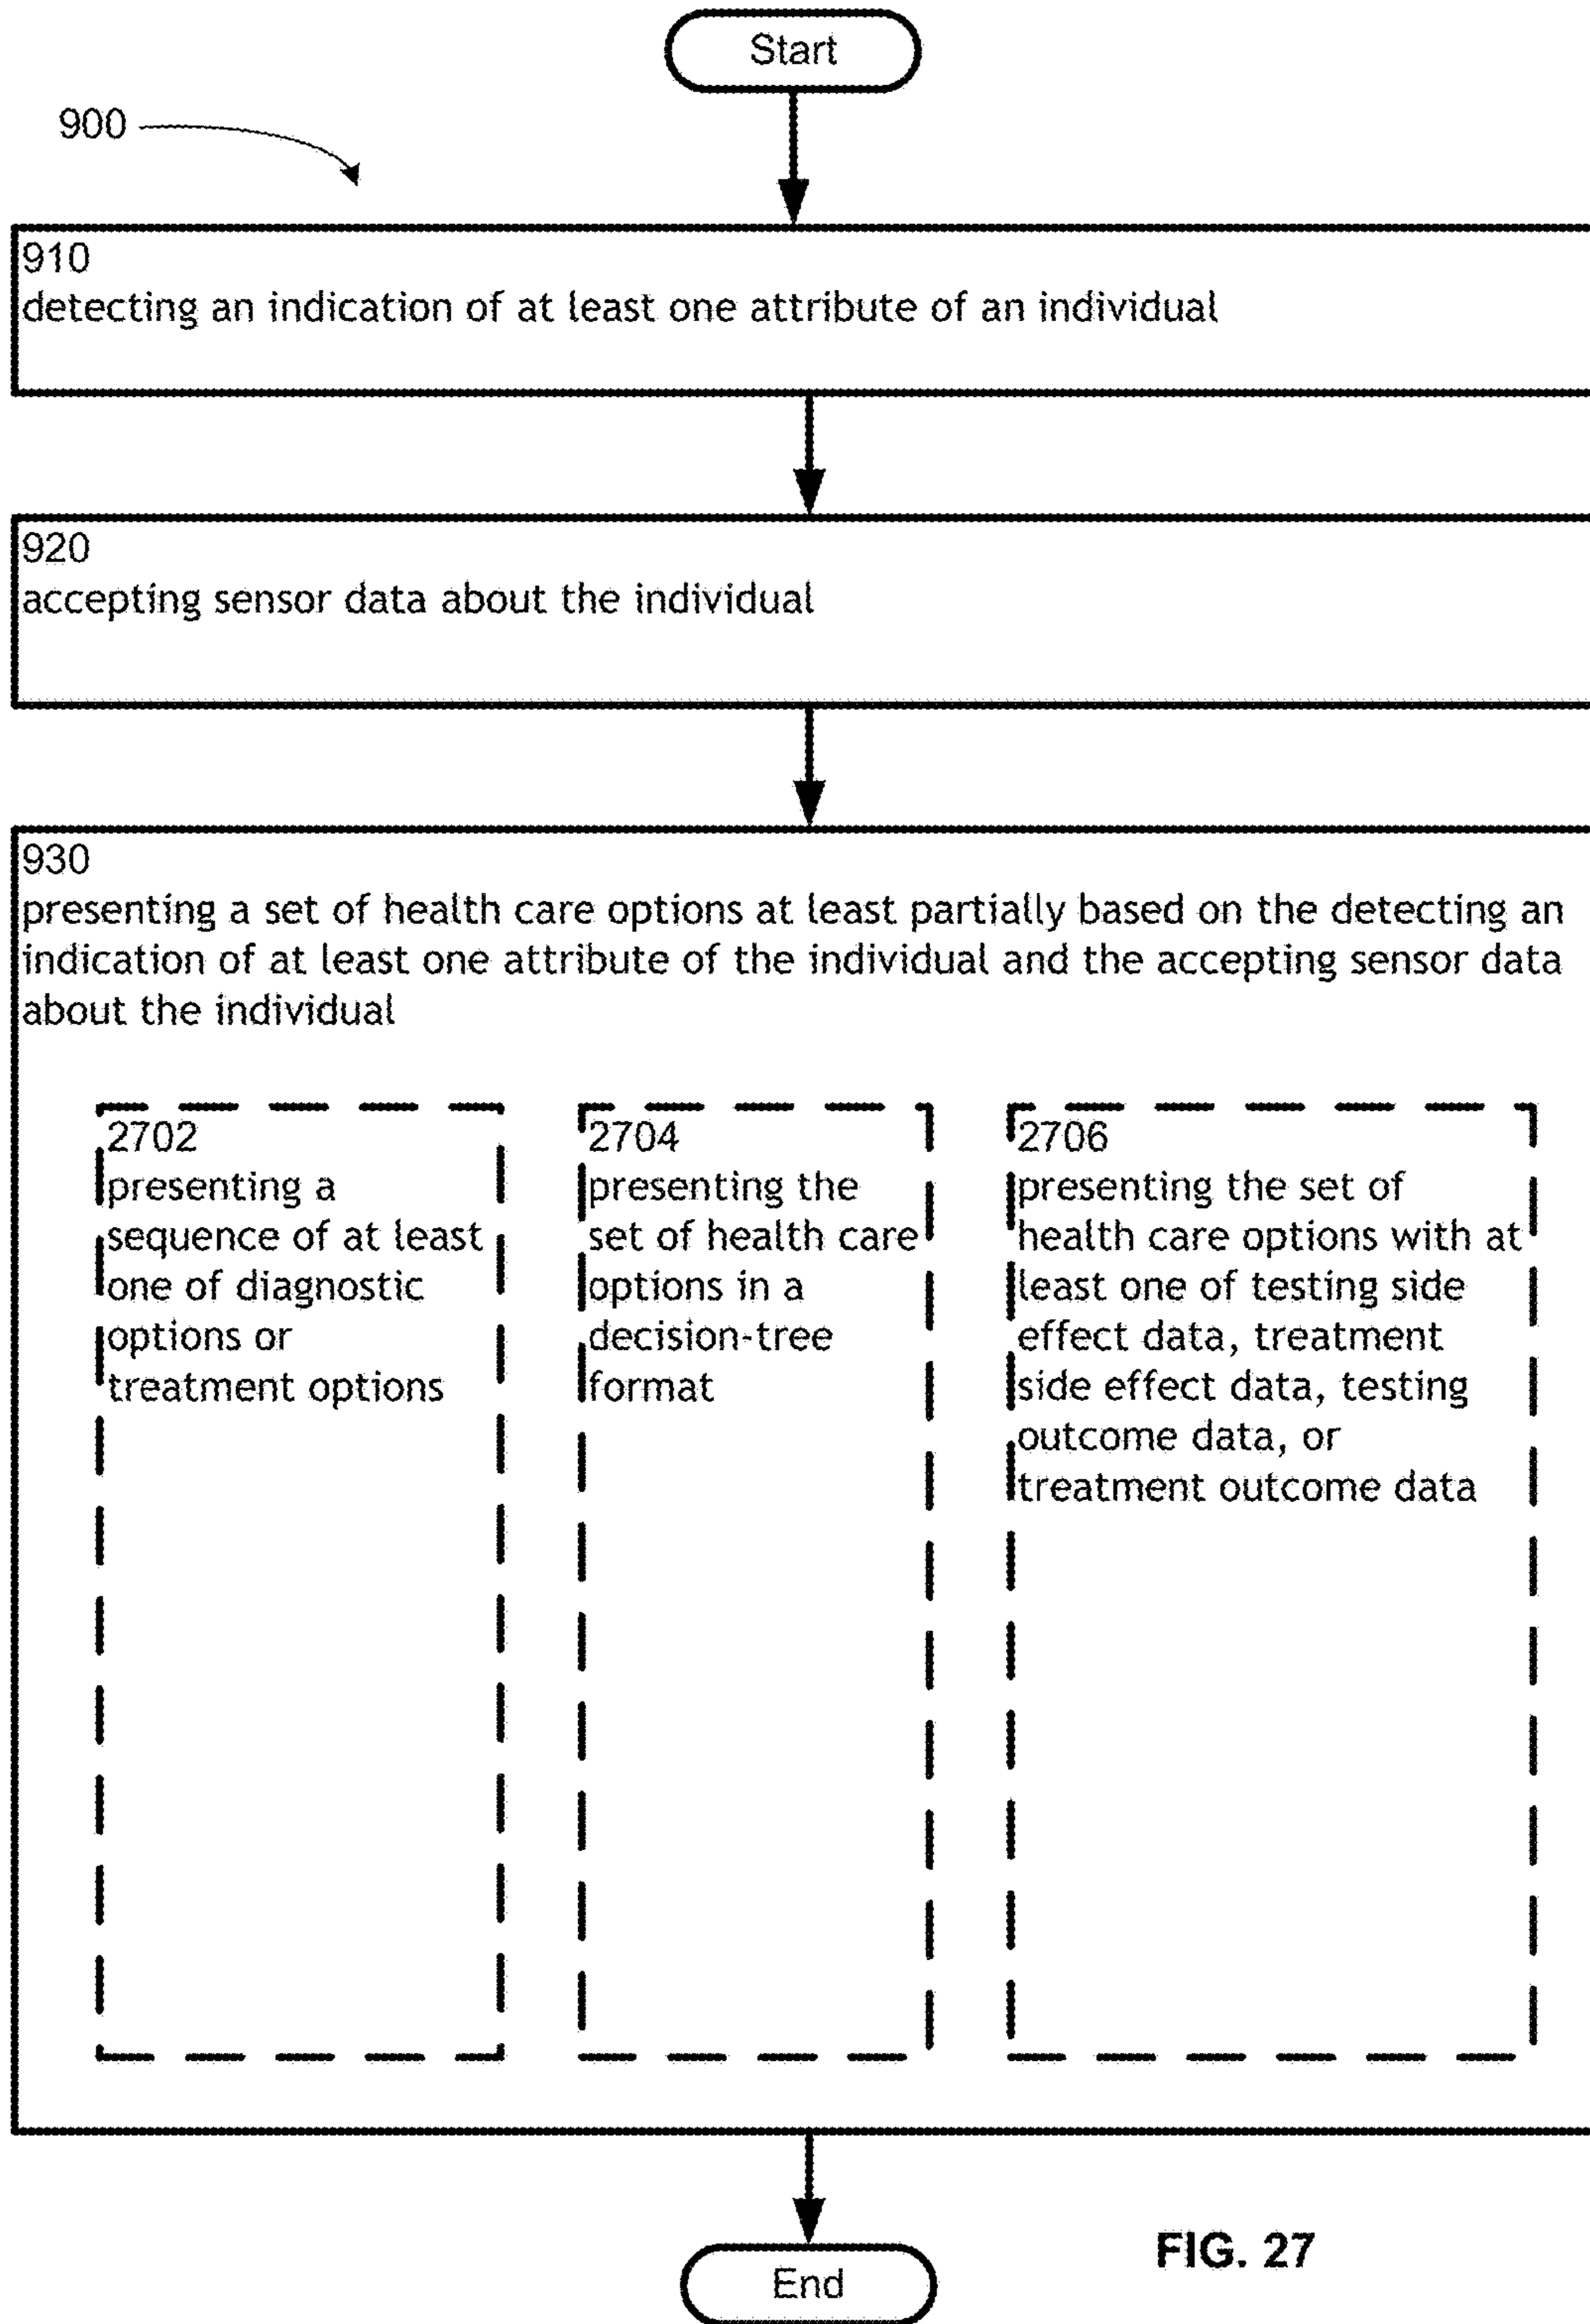 Start
900
910
detecting an indication of at least one attribute of an individual
920
accepting sensor data about the individual
930
presenting a set of health care options at least partially based on the detecting an
indication of at least one attribute of the individual and the accepting sensor data
about the individual
2702
presenting a
sequence of at least
one of diagnostic
options or
treatment options
2704
presenting the
set of health care
options in a
decision-tree
format
2706
presenting the set of
health care options with at
least one of testing side
effect data, treatment
side effect data, testing
outcome data, or
treatment outcome data
End
FIG. 27